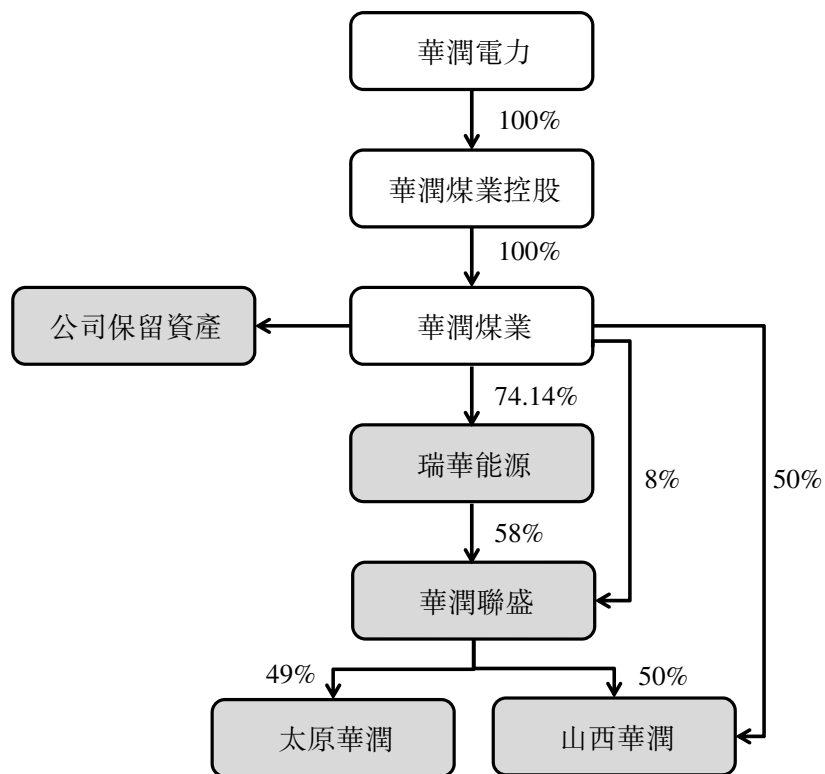 華潤電力
100%
華潤煤業控股
100%
公司保留資產
華潤煤業
74.14%
瑞華能源
8%
50%
58%
華潤聯盛
49%
50%
太原華潤
山西華潤